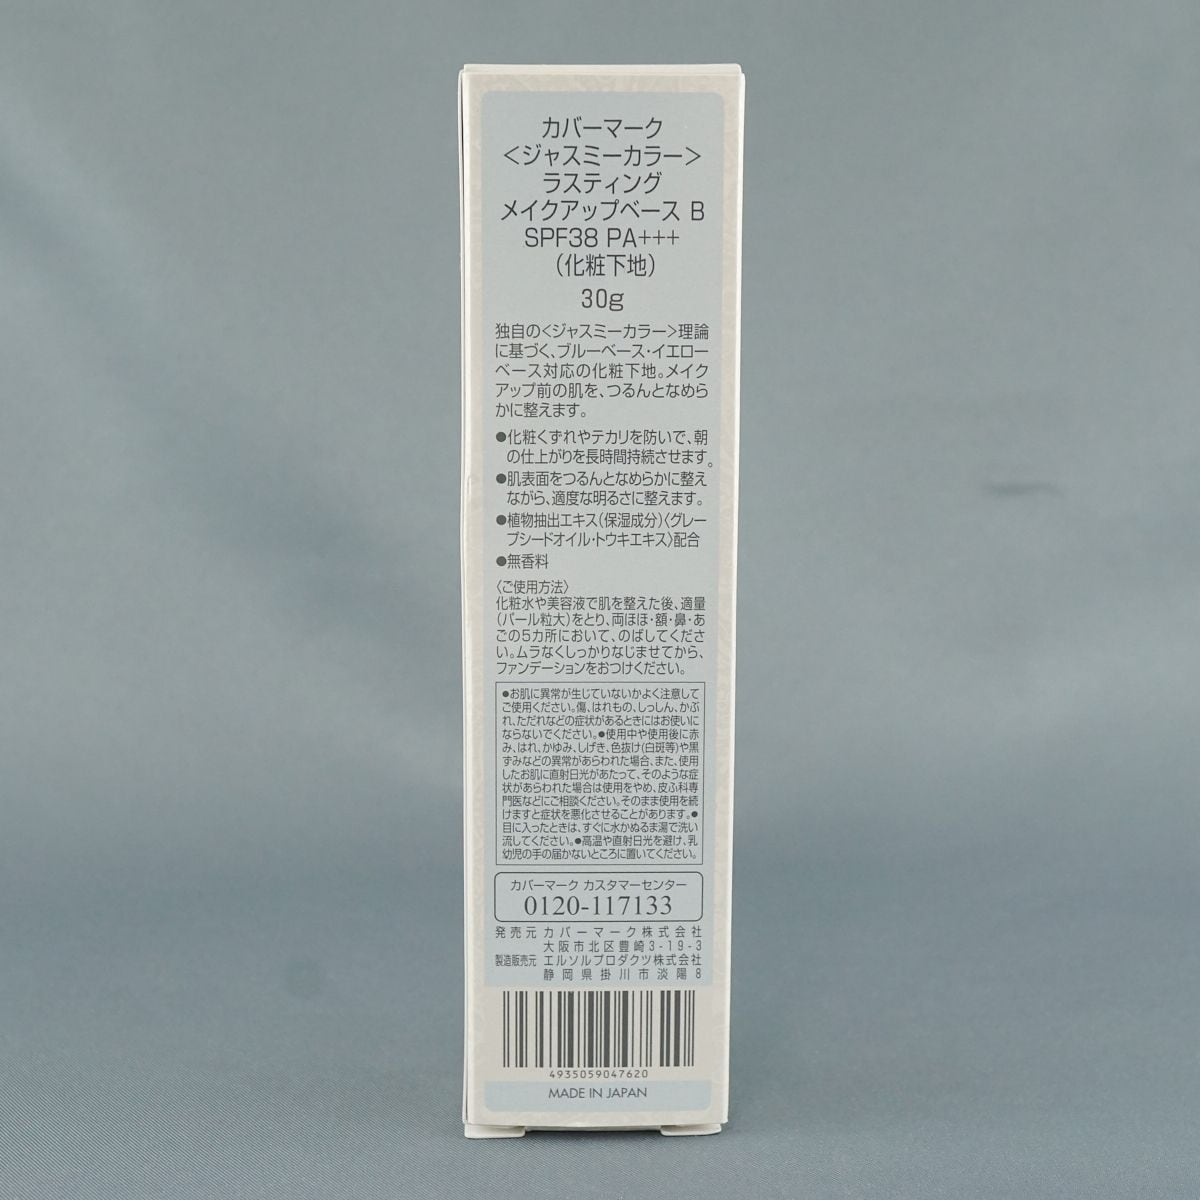 カバーマーク
<ジャスミーカラー>
ラスティング
メイクアップベース B
SPF38 PA+++
(化粧下地)
30g
独自の<ジャスミーカラー>理論
に基づく、ブルーベース・イエロー
ベース対応の化粧下地。メイク
アップ前の肌を、つるんとなめら
かに整えます。
●化粧くずれやテカリを防いで、朝
の仕上がりを長時間持続させます。
●肌表面をつるんとなめらかに整え
ながら、適度な明るさに整えます。
●植物抽出エキス(保湿成分)〈グレー
プシードオイル・トウキエキス〉配合
●無香料
〈ご使用方法〉
化粧水や美容液で肌を整えた後、適量
(パール粒大)をとり、両ほほ・額・鼻・あ
ごの5カ所において、のばしてくださ
い。ムラなくしっかりなじませてから、
ファンデーションをおつけください。
●お肌に異常が生じていないかよく注意して
ご使用ください。傷、はれもの、しっしん、かぶ
れ、ただれなどの症状があるときにはお使いに
ならないでください。●使用中や使用後に赤
み、はれ、かゆみ、しげき、色抜け(白斑等)や黒
ずみなどの異常があらわれた場合、また、使用
したお肌に直射日光があたって、そのような症
状があらわれた場合は使用をやめ、皮ふ科専
門医などにご相談ください。そのまま使用を続
けますと症状を悪化させることがあります。●
目に入ったときは、すぐに水かぬるま湯で洗い
流してください。●高温や直射日光を避け、乳
幼児の手の届かないところに置いてください。
カバーマーク カスタマーセンター
0120-117133
発売元 カバーマーク株式会社
大阪市北区豊崎3-19-3
製造販売元 エルソルプロダクツ株式会社
静岡県掛川市淡陽8
4935059047620
MADE IN JAPAN